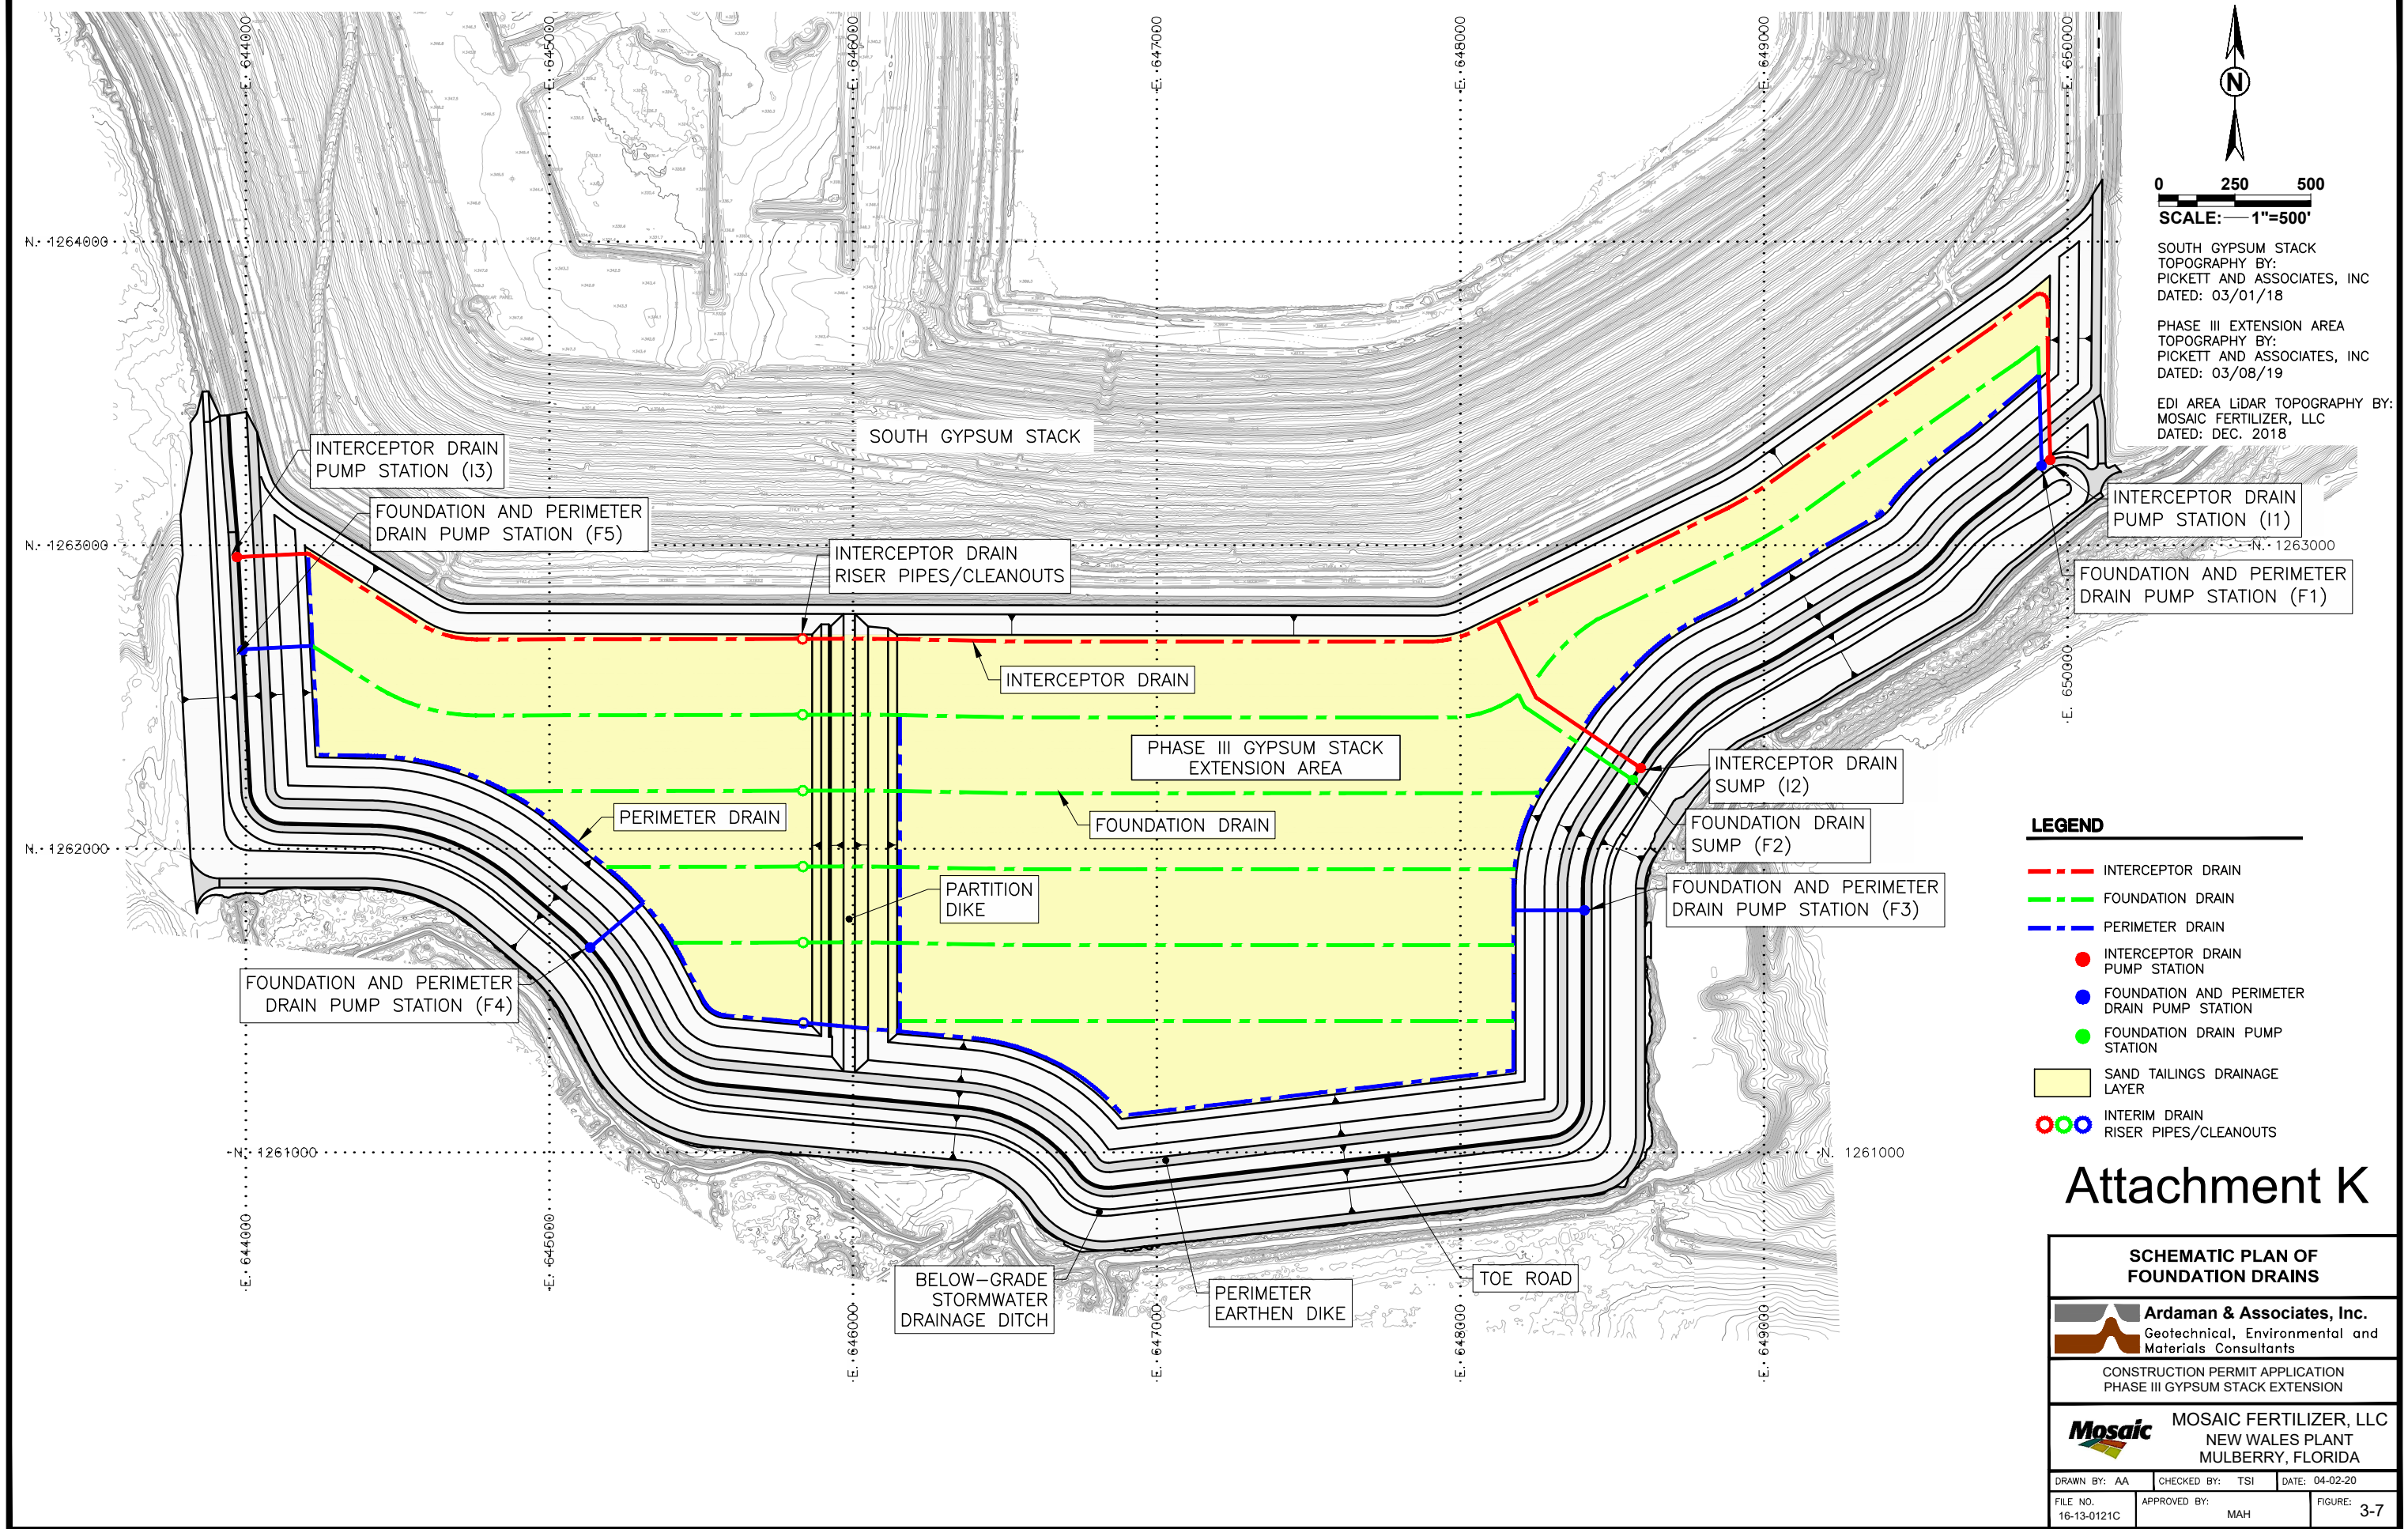 E. 644000
E. 645000
E. 646000
E. 647000
E. 648000
E. 649000
E. 650000
N
0 250 500
SCALE: 1"=500'
SOUTH GYPSUM STACK
TOPOGRAPHY BY:
PICKETT AND ASSOCIATES, INC
DATED: 03/01/18
PHASE III EXTENSION AREA
TOPOGRAPHY BY:
PICKETT AND ASSOCIATES, INC
DATED: 03/08/19
EDI AREA LiDAR TOPOGRAPHY BY:
MOSAIC FERTILIZER, LLC
DATED: DEC. 2018
N. 1264000
SOUTH GYPSUM STACK
INTERCEPTOR DRAIN
PUMP STATION (I3)
FOUNDATION AND PERIMETER
DRAIN PUMP STATION (F5)
N. 1263000
INTERCEPTOR DRAIN
RISER PIPES/CLEANOUTS
INTERCEPTOR DRAIN
PUMP STATION (I1)
N. 1263000
FOUNDATION AND PERIMETER
DRAIN PUMP STATION (F1)
INTERCEPTOR DRAIN
E. 650000
PHASE III GYPSUM STACK
EXTENSION AREA
INTERCEPTOR DRAIN
SUMP (I2)
PERIMETER DRAIN
FOUNDATION DRAIN
FOUNDATION DRAIN
SUMP (F2)
N. 1262000
PARTITION
DIKE
FOUNDATION AND PERIMETER
DRAIN PUMP STATION (F3)
FOUNDATION AND PERIMETER
DRAIN PUMP STATION (F4)
N. 1261000
N. 1261000
BELOW-GRADE
STORMWATER
DRAINAGE DITCH
PERIMETER
EARTHEN DIKE
TOE ROAD
E. 644000
E. 645000
E. 646000
E. 647000
E. 648000
E. 649000
LEGEND
INTERCEPTOR DRAIN
FOUNDATION DRAIN
PERIMETER DRAIN
INTERCEPTOR DRAIN
PUMP STATION
FOUNDATION AND PERIMETER
DRAIN PUMP STATION
FOUNDATION DRAIN PUMP
STATION
SAND TAILINGS DRAINAGE
LAYER
INTERIM DRAIN
RISER PIPES/CLEANOUTS
Attachment K
SCHEMATIC PLAN OF
FOUNDATION DRAINS
Ardaman & Associates, Inc.
Geotechnical, Environmental and
Materials Consultants
CONSTRUCTION PERMIT APPLICATION
PHASE III GYPSUM STACK EXTENSION
Mosaic
MOSAIC FERTILIZER, LLC
NEW WALES PLANT
MULBERRY, FLORIDA
DRAWN BY: AA CHECKED BY: TSI DATE: 04-02-20
FILE NO. 16-13-0121C APPROVED BY: MAH FIGURE: 3-7